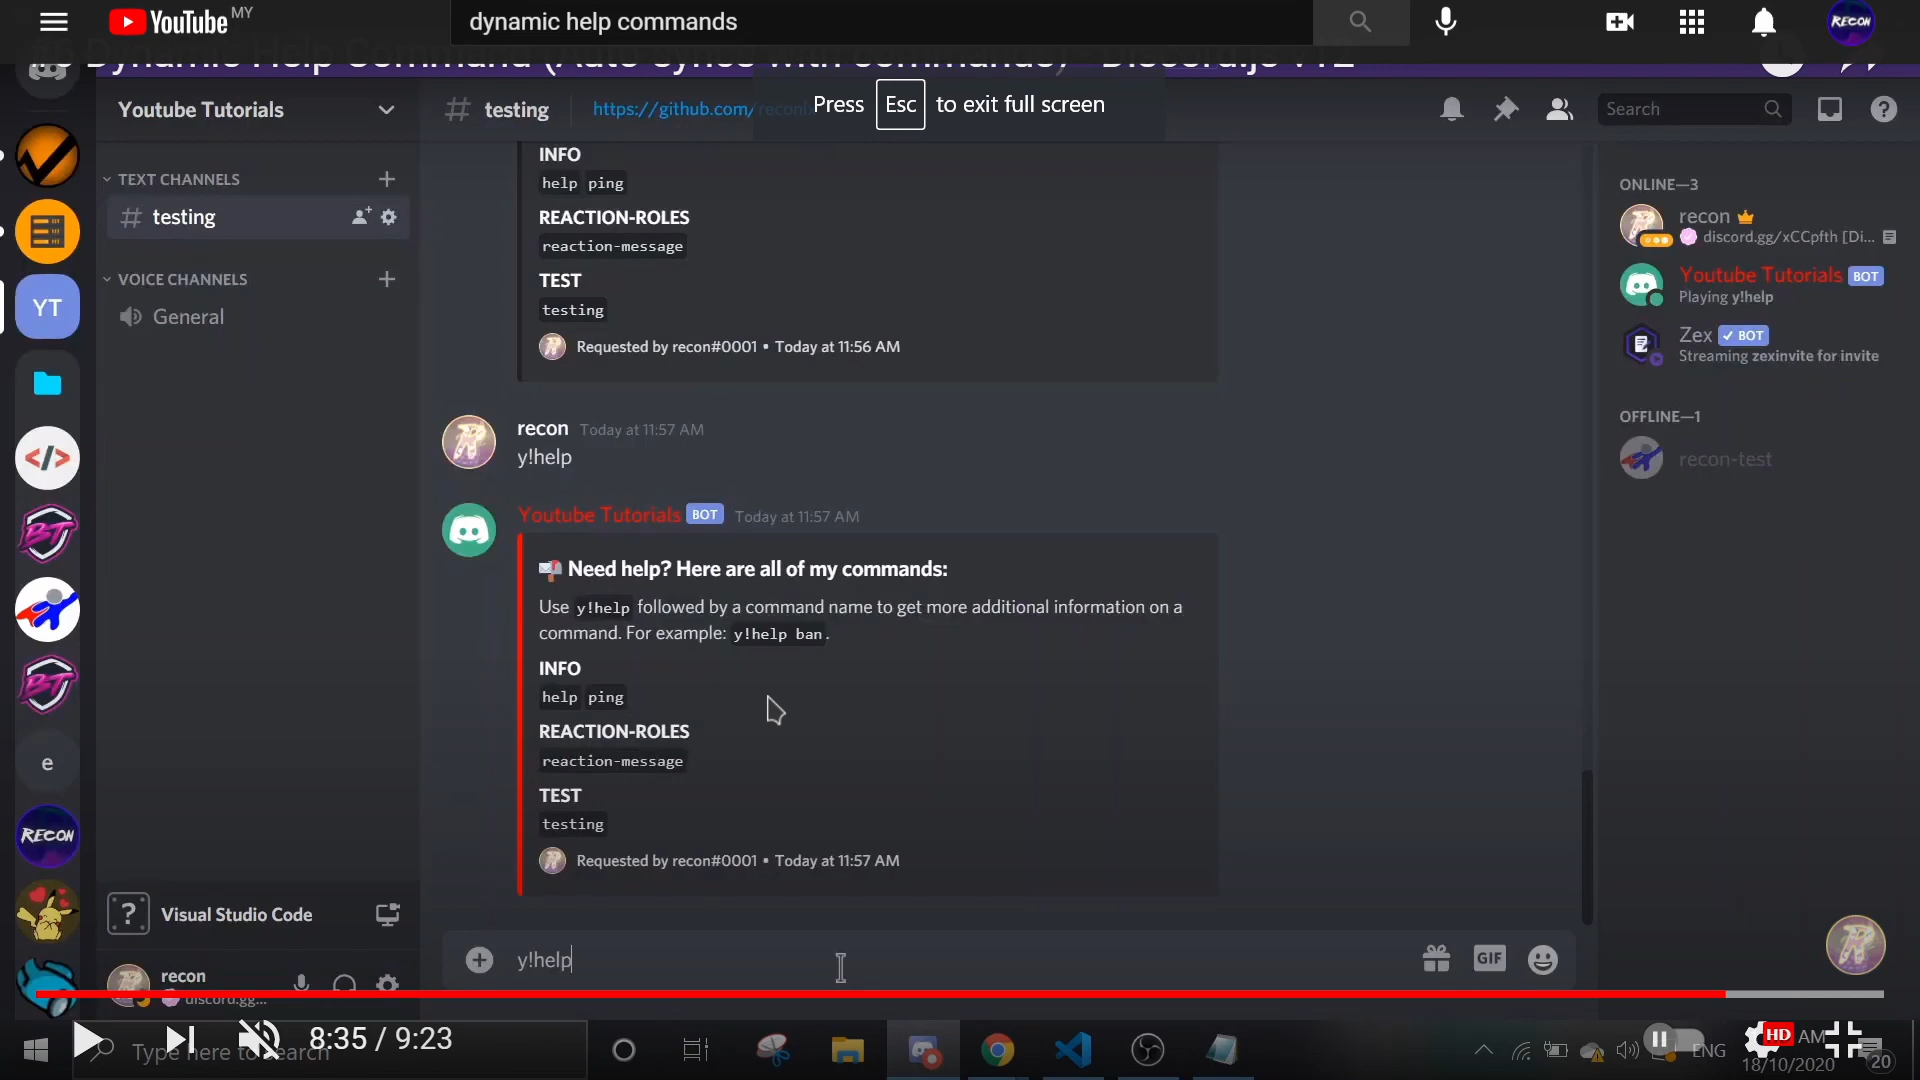 YouTube MY
dynamic help commands
Dynamic Help Command (Auto syncs with commands) - Discord.js v12
Press Esc to exit full screen
Youtube Tutorials
testing
https://github.com/reconlx
Search
TEXT CHANNELS
testing
VOICE CHANNELS
General
YT
e
RECON
Visual Studio Code
recon
discord.gg...
INFO
help ping
REACTION-ROLES
reaction-message
TEST
testing
Requested by recon#0001 • Today at 11:56 AM
recon Today at 11:57 AM
y!help
Youtube Tutorials BOT Today at 11:57 AM
Need help? Here are all of my commands:
Use y!help followed by a command name to get more additional information on a
command. For example: y!help ban.
INFO
help ping
REACTION-ROLES
reaction-message
TEST
testing
Requested by recon#0001 • Today at 11:57 AM
y!help
GIF
ONLINE—3
recon
discord.gg/xCCpfth [Di...
Youtube Tutorials BOT
Playing y!help
Zex BOT
Streaming zexinvite for invite
OFFLINE—1
recon-test
8:35 / 9:23
Type here to search
ENG
HD
AM
18/10/2020
20